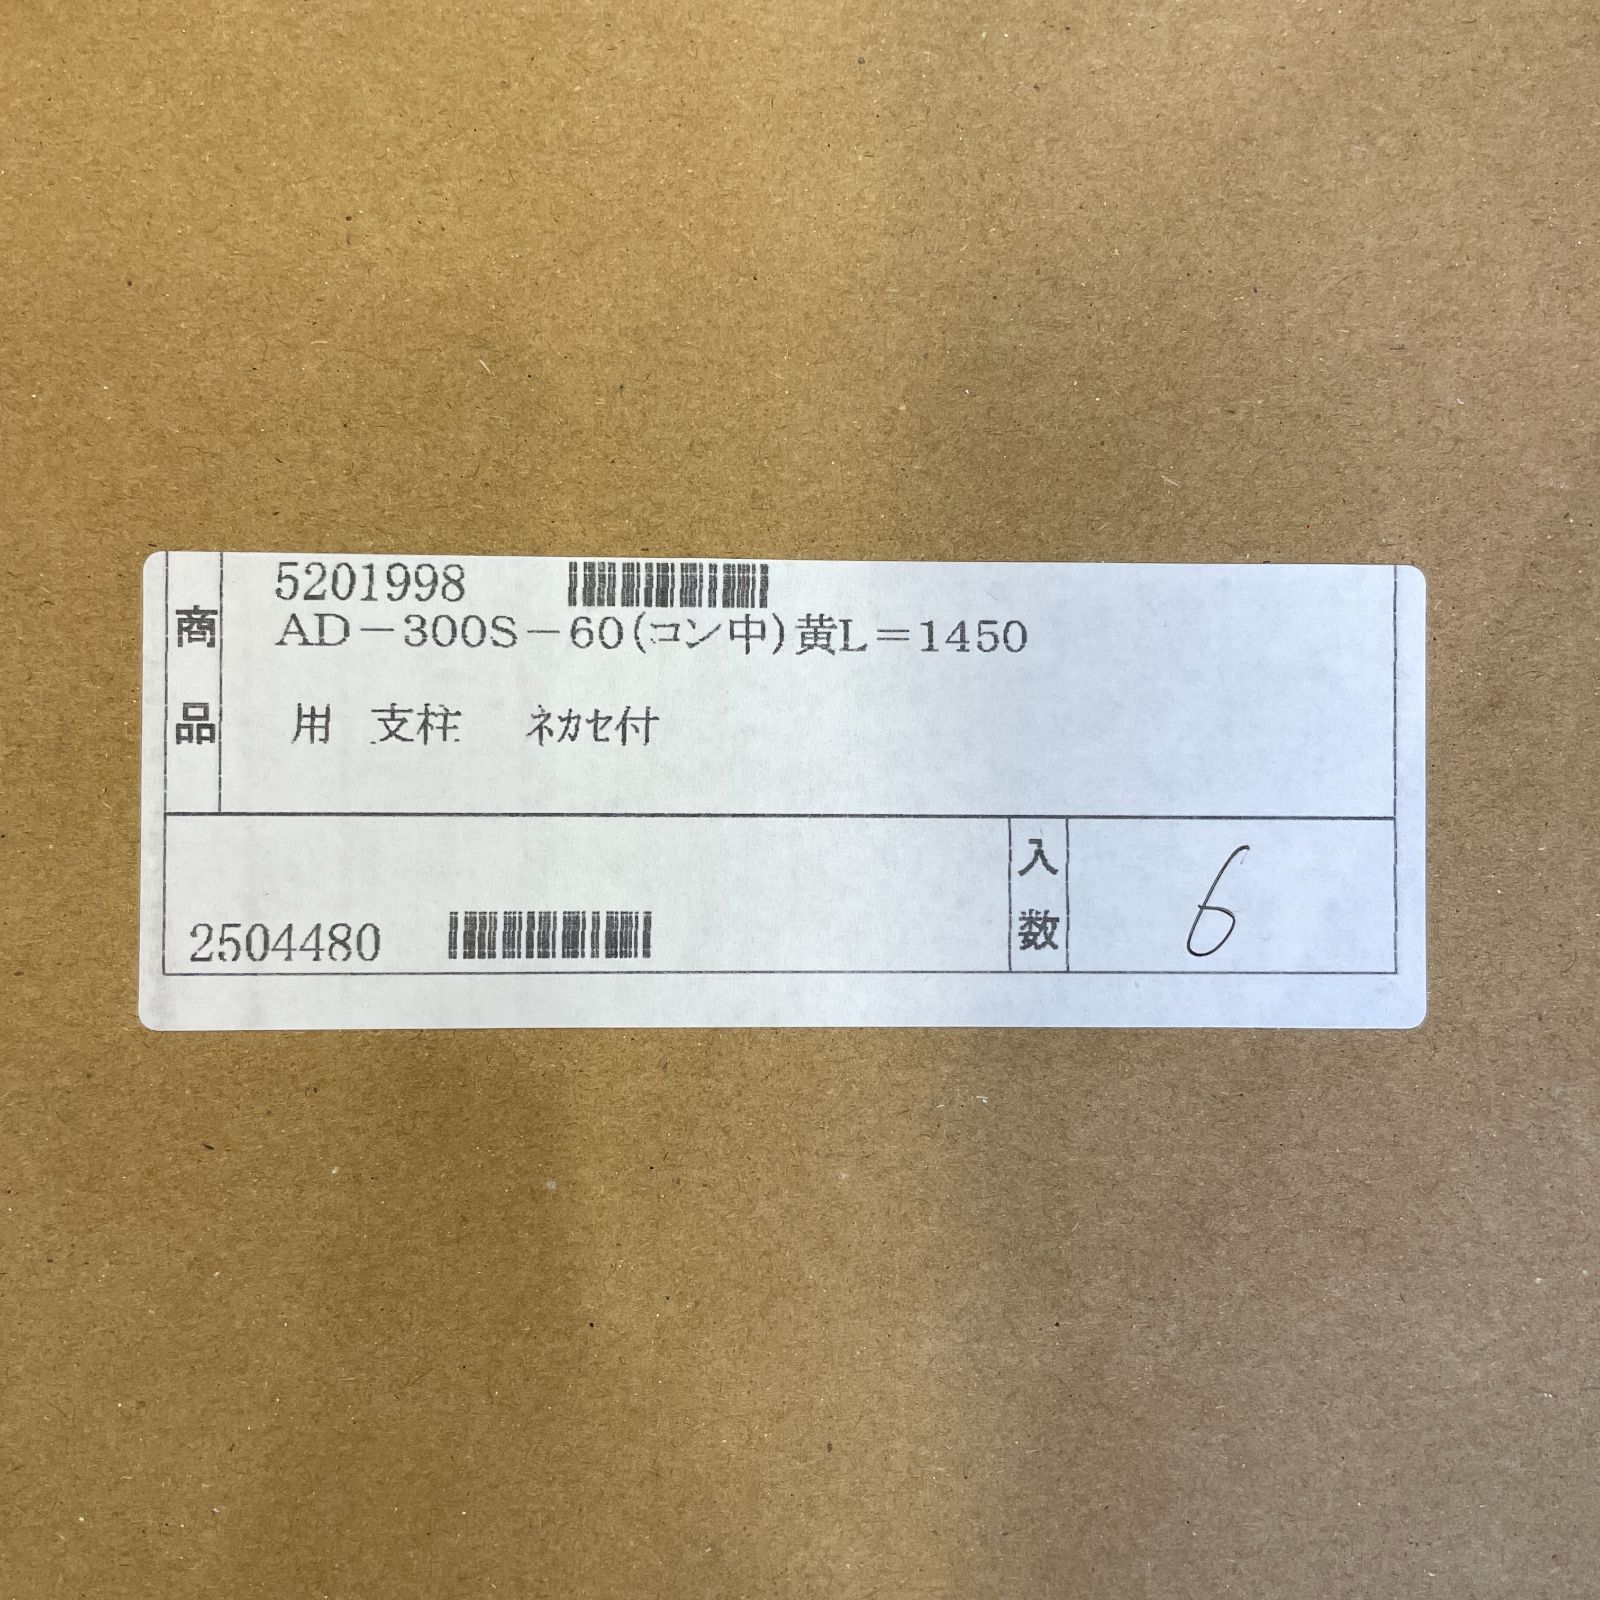 商品
5201998
AD-300S-60(コン中)黄L=1450
用 支柱 ネカセ付
2504480
入数
6